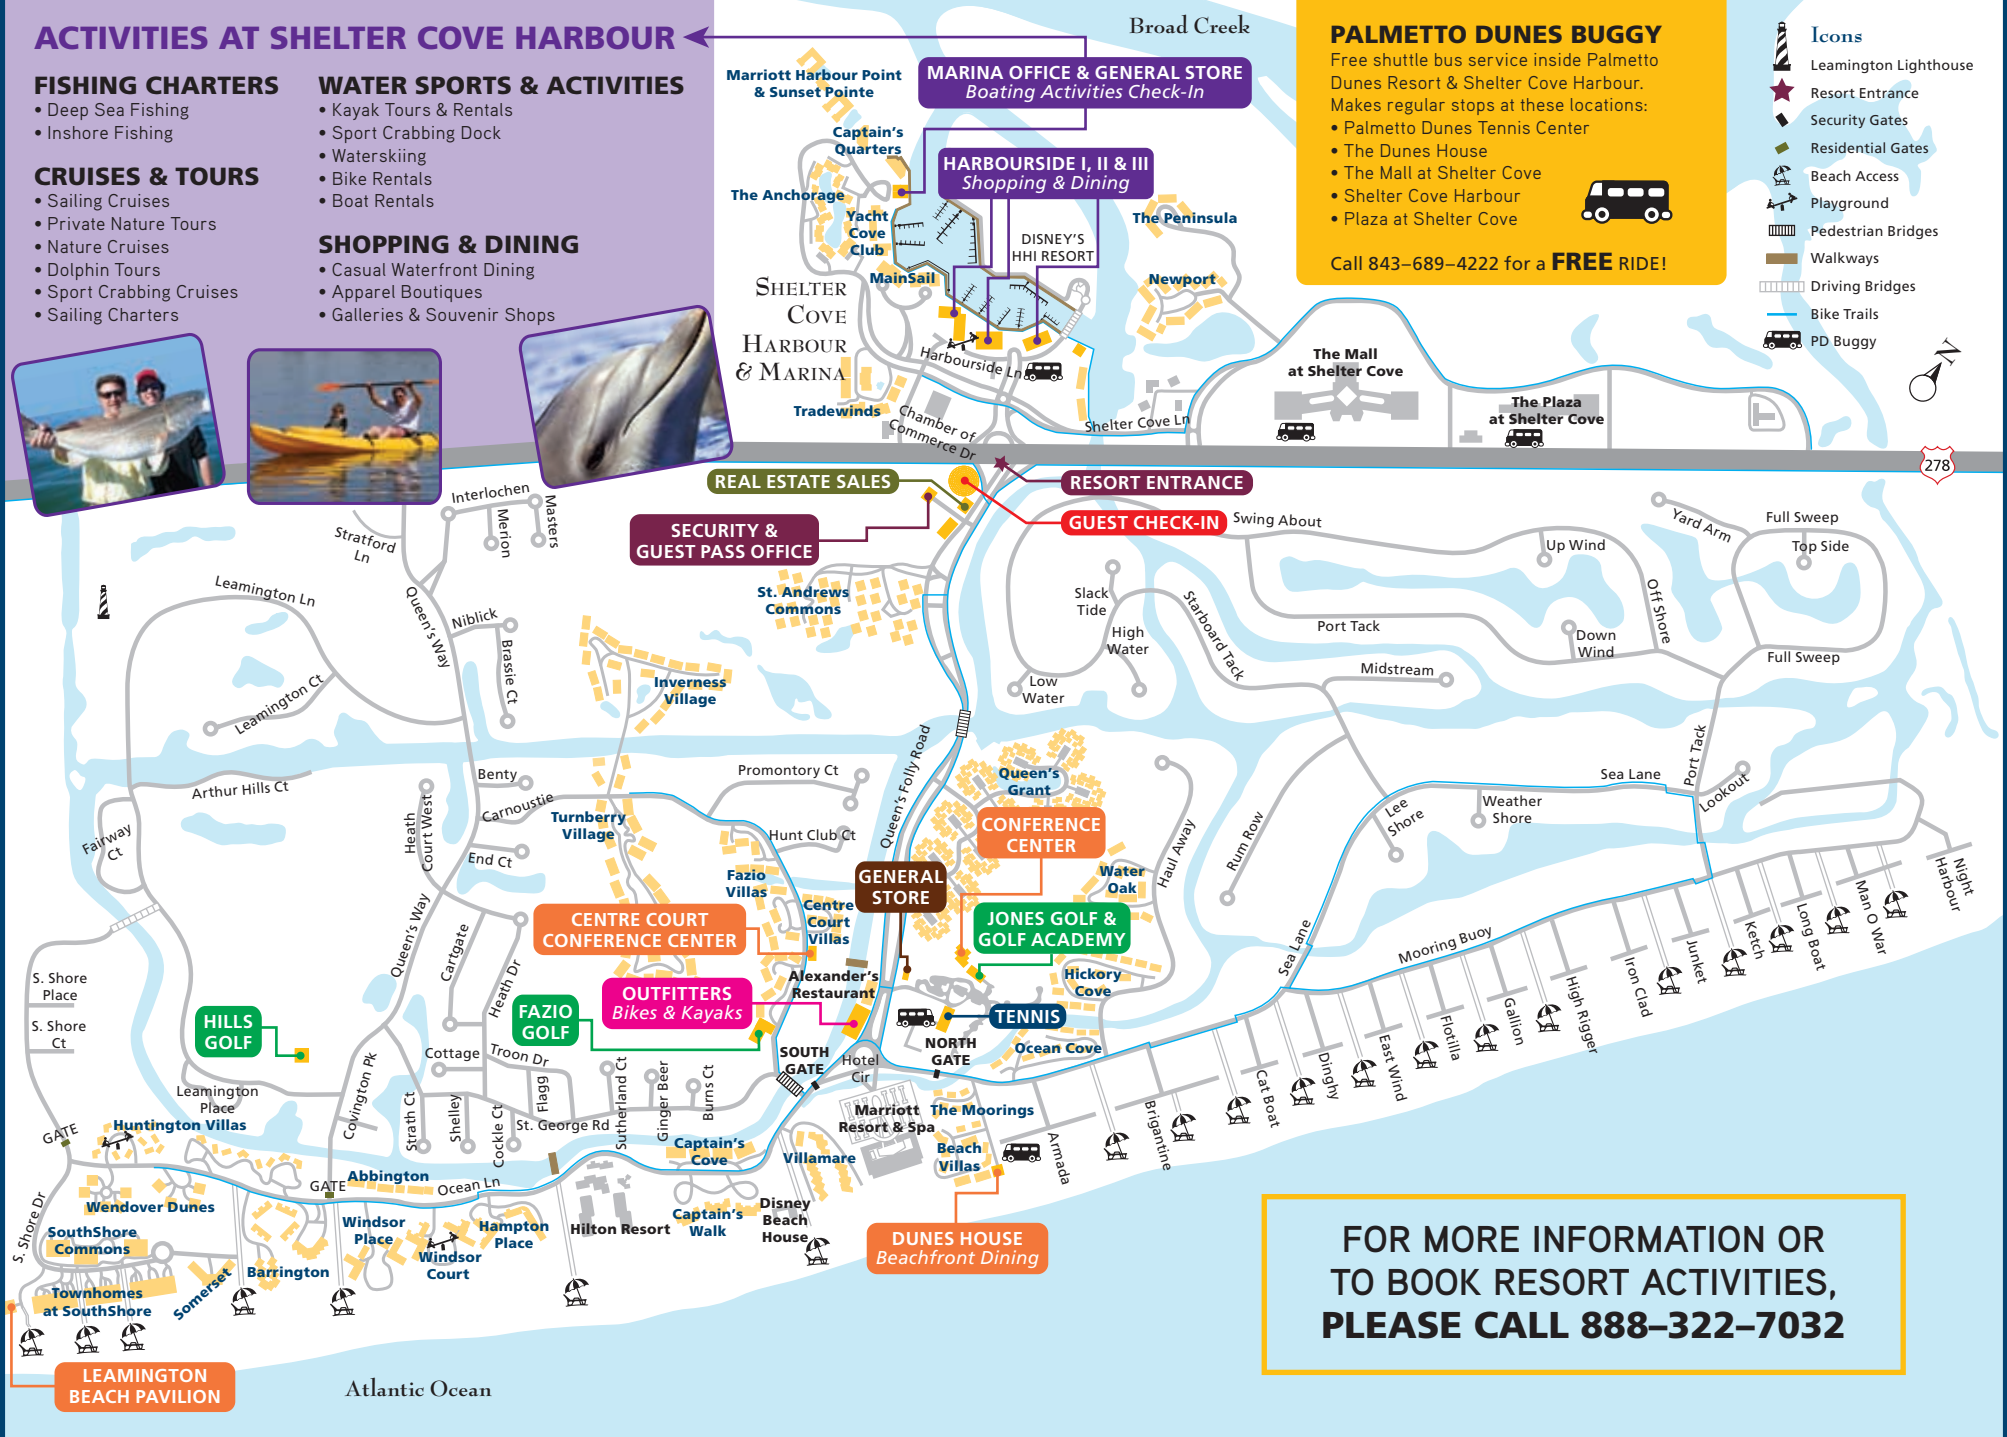 ACTIVITIES AT SHELTER COVE HARBOUR
FISHING CHARTERS
• Deep Sea Fishing
• Inshore Fishing
CRUISES & TOURS
• Sailing Cruises
• Private Nature Tours
• Nature Cruises
• Dolphin Tours
• Sport Crabbing Cruises
• Sailing Charters
WATER SPORTS & ACTIVITIES
• Kayak Tours & Rentals
• Sport Crabbing Dock
• Waterskiing
• Bike Rentals
• Boat Rentals
SHOPPING & DINING
• Casual Waterfront Dining
• Apparel Boutiques
• Galleries & Souvenir Shops
Broad Creek
Marriott Harbour Point
& Sunset Pointe
MARINA OFFICE & GENERAL STORE
Boating Activities Check-In
Captain's
Quarters
HARBOURSIDE I, II & III
Shopping & Dining
The Anchorage
Yacht
Cove
Club
MainSail
DISNEY'S
HHI RESORT
The Peninsula
Newport
SHELTER
COVE
HARBOUR
& MARINA
Harbourside Ln
Tradewinds
Chamber of
Commerce Dr
Shelter Cove Ln
The Mall
at Shelter Cove
The Plaza
at Shelter Cove
278
PALMETTO DUNES BUGGY
Free shuttle bus service inside Palmetto
Dunes Resort & Shelter Cove Harbour.
Makes regular stops at these locations:
• Palmetto Dunes Tennis Center
• The Dunes House
• The Mall at Shelter Cove
• Shelter Cove Harbour
• Plaza at Shelter Cove
Call 843–689–4222 for a FREE RIDE!
Icons
Leamington Lighthouse
Resort Entrance
Security Gates
Residential Gates
Beach Access
Playground
Pedestrian Bridges
Walkways
Driving Bridges
Bike Trails
PD Buggy
N
REAL ESTATE SALES
RESORT ENTRANCE
SECURITY &
GUEST PASS OFFICE
GUEST CHECK-IN
Interlochen
Masters
Merion
Stratford
Ln
Leamington Ln
Queen's Way
Niblick
Brassie Ct
Leamington Ct
St. Andrews
Commons
Inverness
Village
Swing About
Slack
Tide
High
Water
Low
Water
Starboard Tack
Port Tack
Midstream
Up Wind
Down
Wind
Off Shore
Yard Arm
Full Sweep
Top Side
Full Sweep
Port Tack
Lookout
Sea Lane
Weather
Shore
Lee
Shore
Rum Row
Haul Away
Arthur Hills Ct
Fairway
Ct
Benty
Carnoustie
Heath
Court West
End Ct
Turnberry
Village
Promontory Ct
Hunt Club Ct
Queen's Folly Road
Queen's
Grant
CONFERENCE
CENTER
Fazio
Villas
GENERAL
STORE
Water
Oak
Centre
Court
Villas
CENTRE COURT
CONFERENCE CENTER
JONES GOLF &
GOLF ACADEMY
Queen's Way
Cartgate
Heath Dr
Alexander's
Restaurant
Hickory
Cove
OUTFITTERS
Bikes & Kayaks
FAZIO
GOLF
HILLS
GOLF
TENNIS
Ocean Cove
SOUTH
GATE
Hotel
Cir
NORTH
GATE
S. Shore
Place
S. Shore
Ct
Leamington
Place
Covington Pk
Cottage
Troon Dr
Flagg
Strath Ct
Shelley
Cockle Ct
St. George Rd
Sutherland Ct
Ginger Beer
Burns Ct
Marriott
Resort & Spa
The Moorings
Beach
Villas
GATE
Huntington Villas
Abbington
GATE
Ocean Ln
Captain's
Cove
Villamare
Wendover Dunes
S. Shore Dr
SouthShore
Commons
Townhomes
at SouthShore
Somerset
Barrington
Windsor
Place
Windsor
Court
Hampton
Place
Hilton Resort
Captain's
Walk
Disney
Beach
House
DUNES HOUSE
Beachfront Dining
LEAMINGTON
BEACH PAVILION
Atlantic Ocean
Sea Lane
Mooring Buoy
Armada
Brigantine
Cat Boat
Dinghy
East Wind
Flotilla
Gallion
High Rigger
Iron Clad
Junket
Ketch
Long Boat
Man O War
Night
Harbour
FOR MORE INFORMATION OR
TO BOOK RESORT ACTIVITIES,
PLEASE CALL 888–322–7032